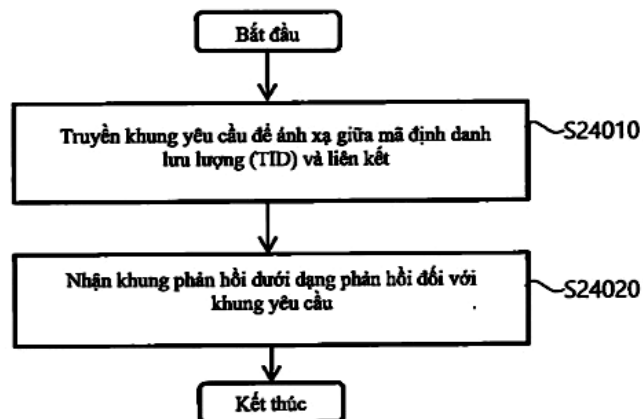 Bắt đầu
Truyền khung yêu cầu để ánh xạ giữa mã định danh
lưu lượng (TID) và liên kết
S24010
Nhận khung phản hồi dưới dạng phản hồi đối với
khung yêu cầu
S24020
Kết thúc